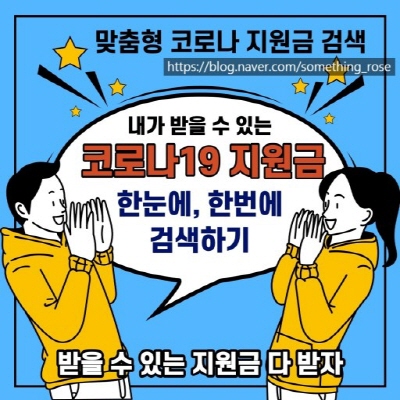 맞춤형 코로나 지원금 검색
https://blog.naver.com/something_rose
내가 받을 수 있는
코로나19 지원금
한눈에, 한번에
검색하기
받을 수 있는 지원금 다 받자